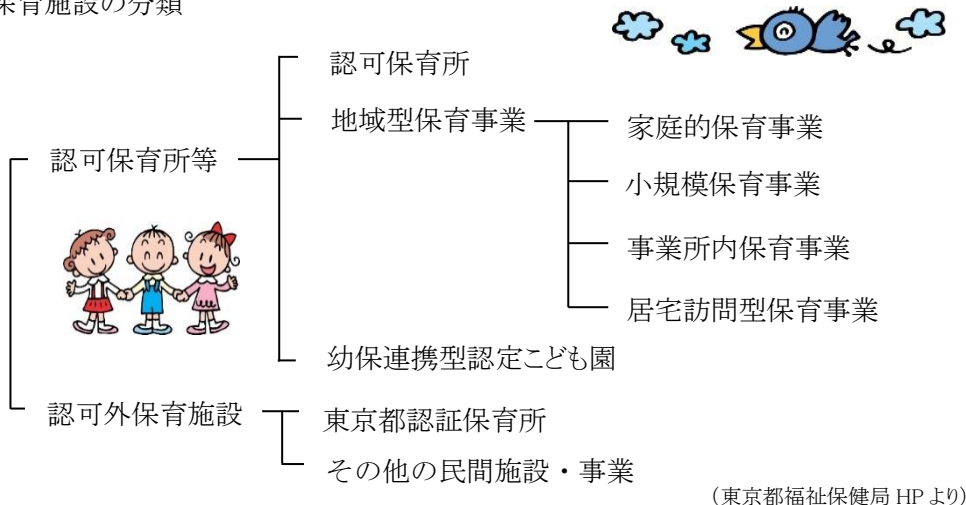 保育施設の分類
認可保育所
地域型保育事業
家庭的保育事業
認可保育所等
小規模保育事業
事業所内保育事業
居宅訪問型保育事業
幼保連携型認定こども園
認可外保育施設
東京都認証保育所
その他の民間施設・事業
（東京都福祉保健局 HP より）